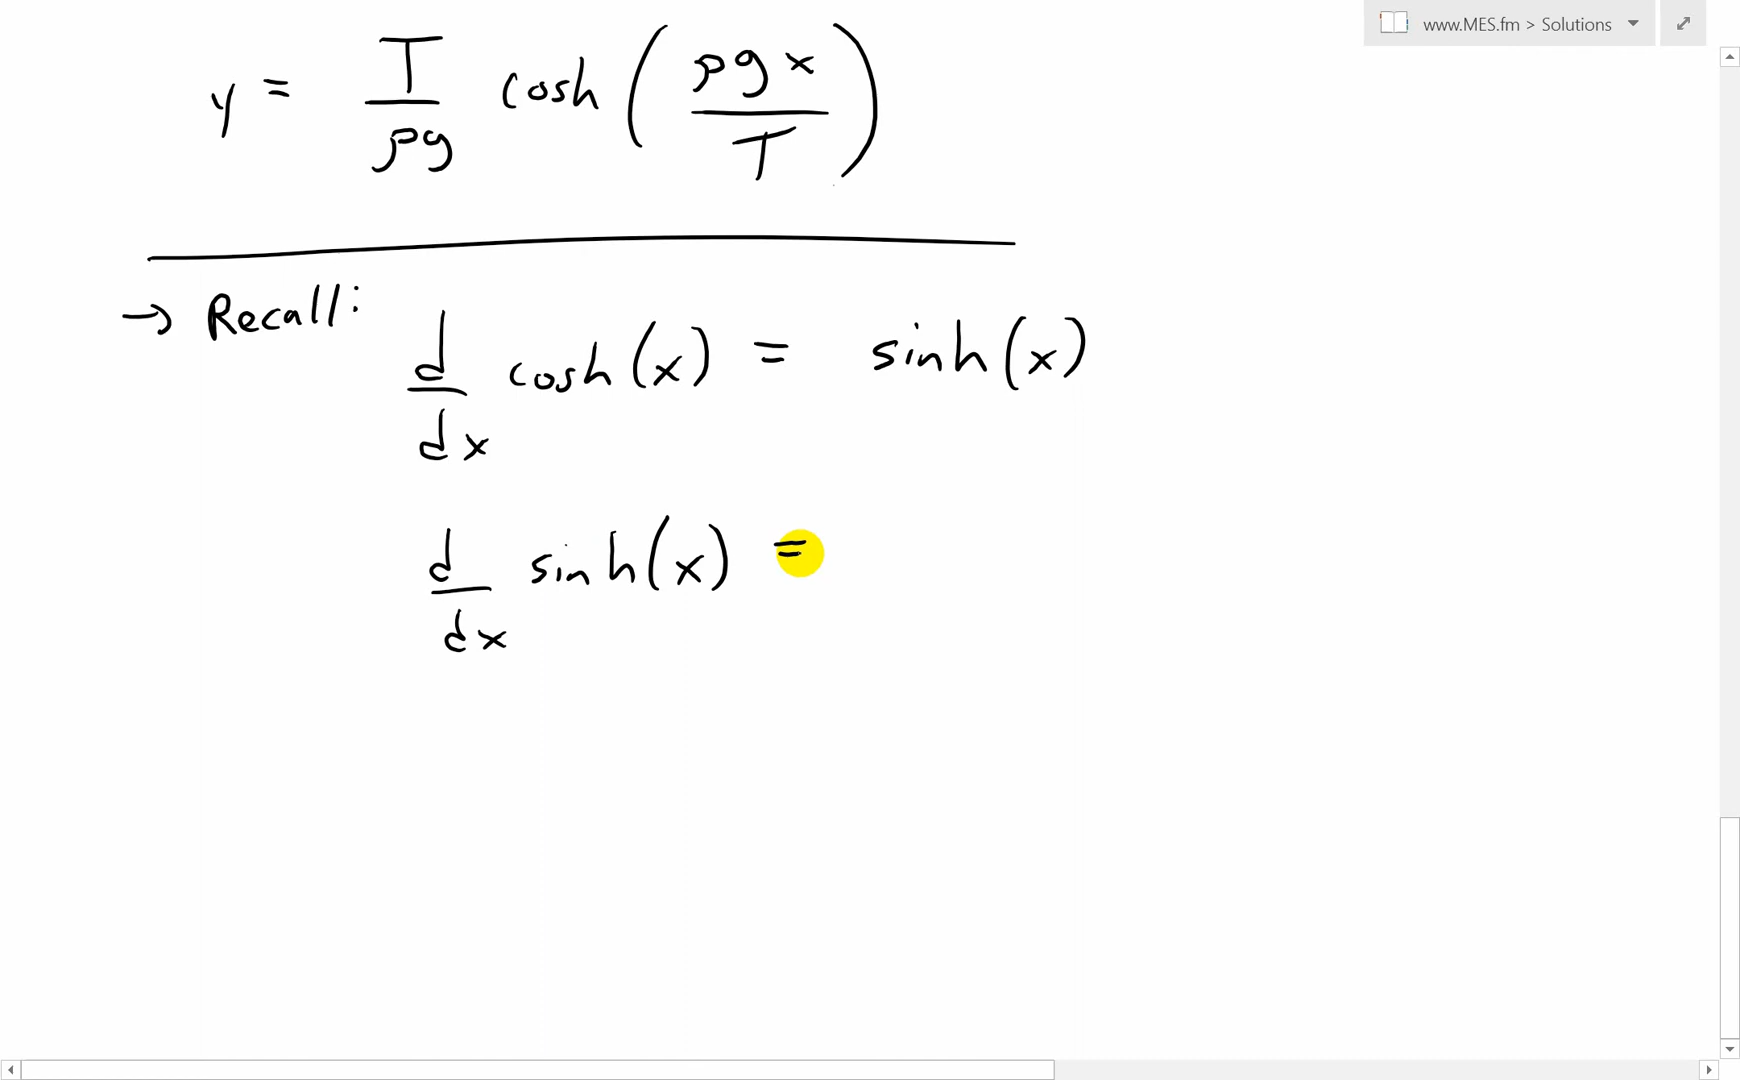 www.MES.fm > Solutions
y = T/ρg cosh(ρgx/T)
→ Recall: d/dx cosh(x) = sinh(x)
d/dx sinh(x) =